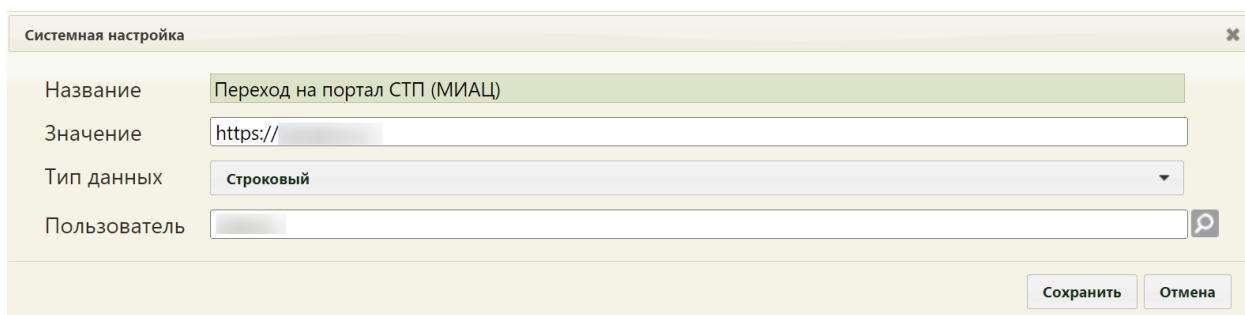 Системная настройка
Название Переход на портал СТП (МИАЦ)
Значение https://
Тип данных Строковый
Пользователь
Сохранить Отмена